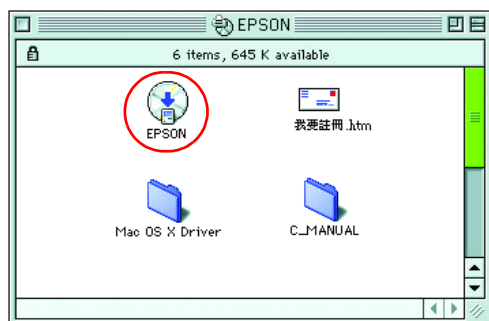 EPSON
6 items, 645 K available
EPSON
我要註冊.htm
Mac OS X Driver
C_MANUAL